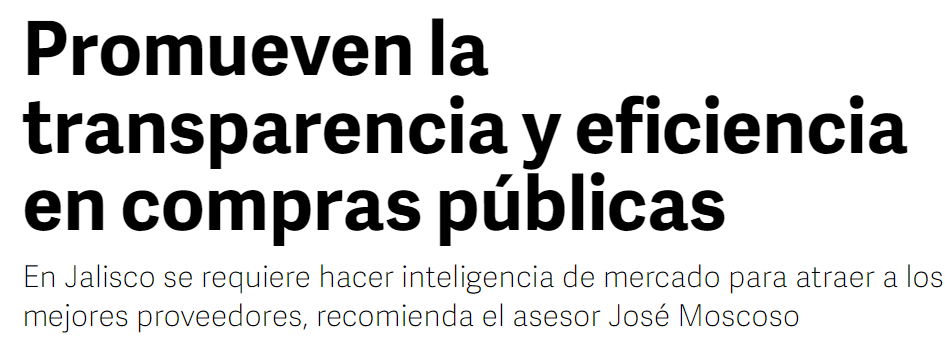 Promueven la
transparencia y eficiencia
en compras públicas
En Jalisco se requiere hacer inteligencia de mercado para atraer a los
mejores proveedores, recomienda el asesor José Moscoso